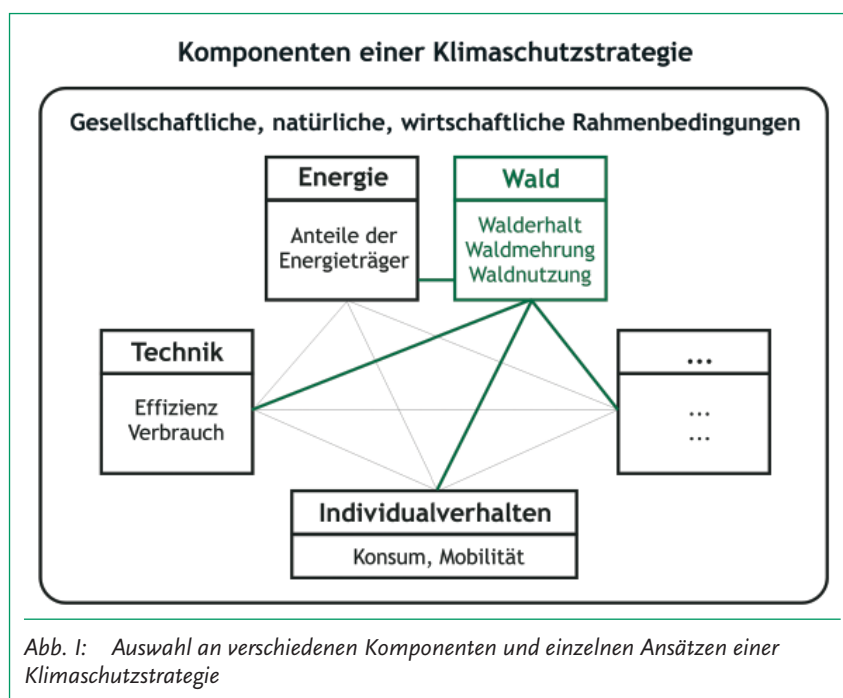 Komponenten einer Klimaschutzstrategie
Gesellschaftliche, natürliche, wirtschaftliche Rahmenbedingungen
Energie
Anteile der
Energieträger
Wald
Walderhalt
Waldmehrung
Waldnutzung
Technik
Effizienz
Verbrauch
...
...
...
Individualverhalten
Konsum, Mobilität
Abb. I: Auswahl an verschiedenen Komponenten und einzelnen Ansätzen einer
Klimaschutzstrategie